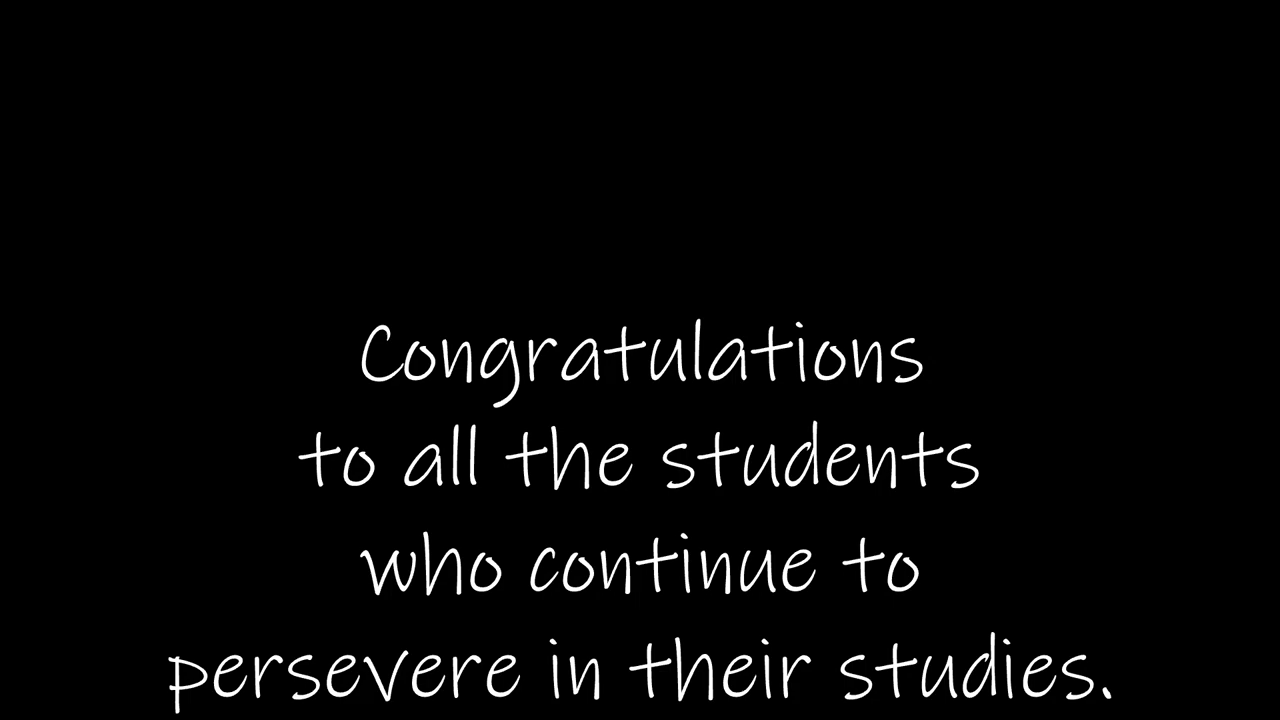 Congratulations
to all the students
who continue to
persevere in their studies.